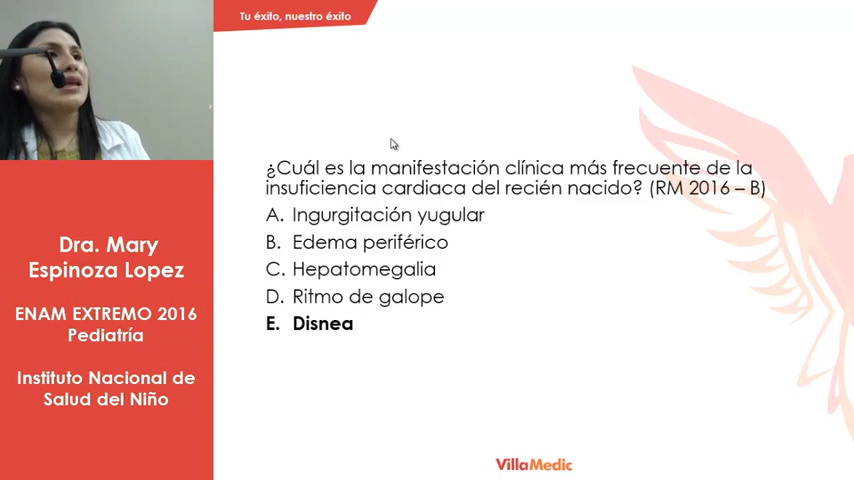 Tu éxito, nuestro éxito
¿Cuál es la manifestación clínica más frecuente de la
insuficiencia cardiaca del recién nacido? (RM 2016 – B)
A. Ingurgitación yugular
B. Edema periférico
C. Hepatomegalia
D. Ritmo de galope
E. Disnea
Dra. Mary
Espinoza Lopez
ENAM EXTREMO 2016
Pediatría
Instituto Nacional de
Salud del Niño
VillaMedic